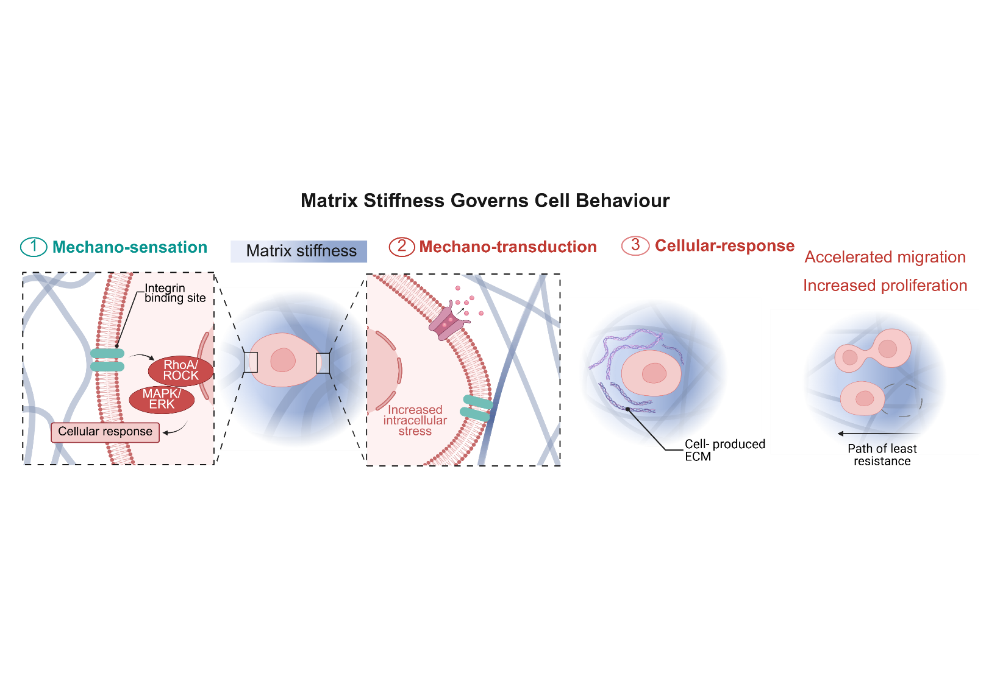 Matrix Stiffness Governs Cell Behaviour
1 Mechano-sensation
Integrin
binding site
RhoA/
ROCK
MAPK/
ERK
Cellular response
Matrix stiffness
2 Mechano-transduction
Increased
intracellular
stress
3 Cellular-response
Cell- produced
ECM
Accelerated migration
Increased proliferation
Path of least
resistance